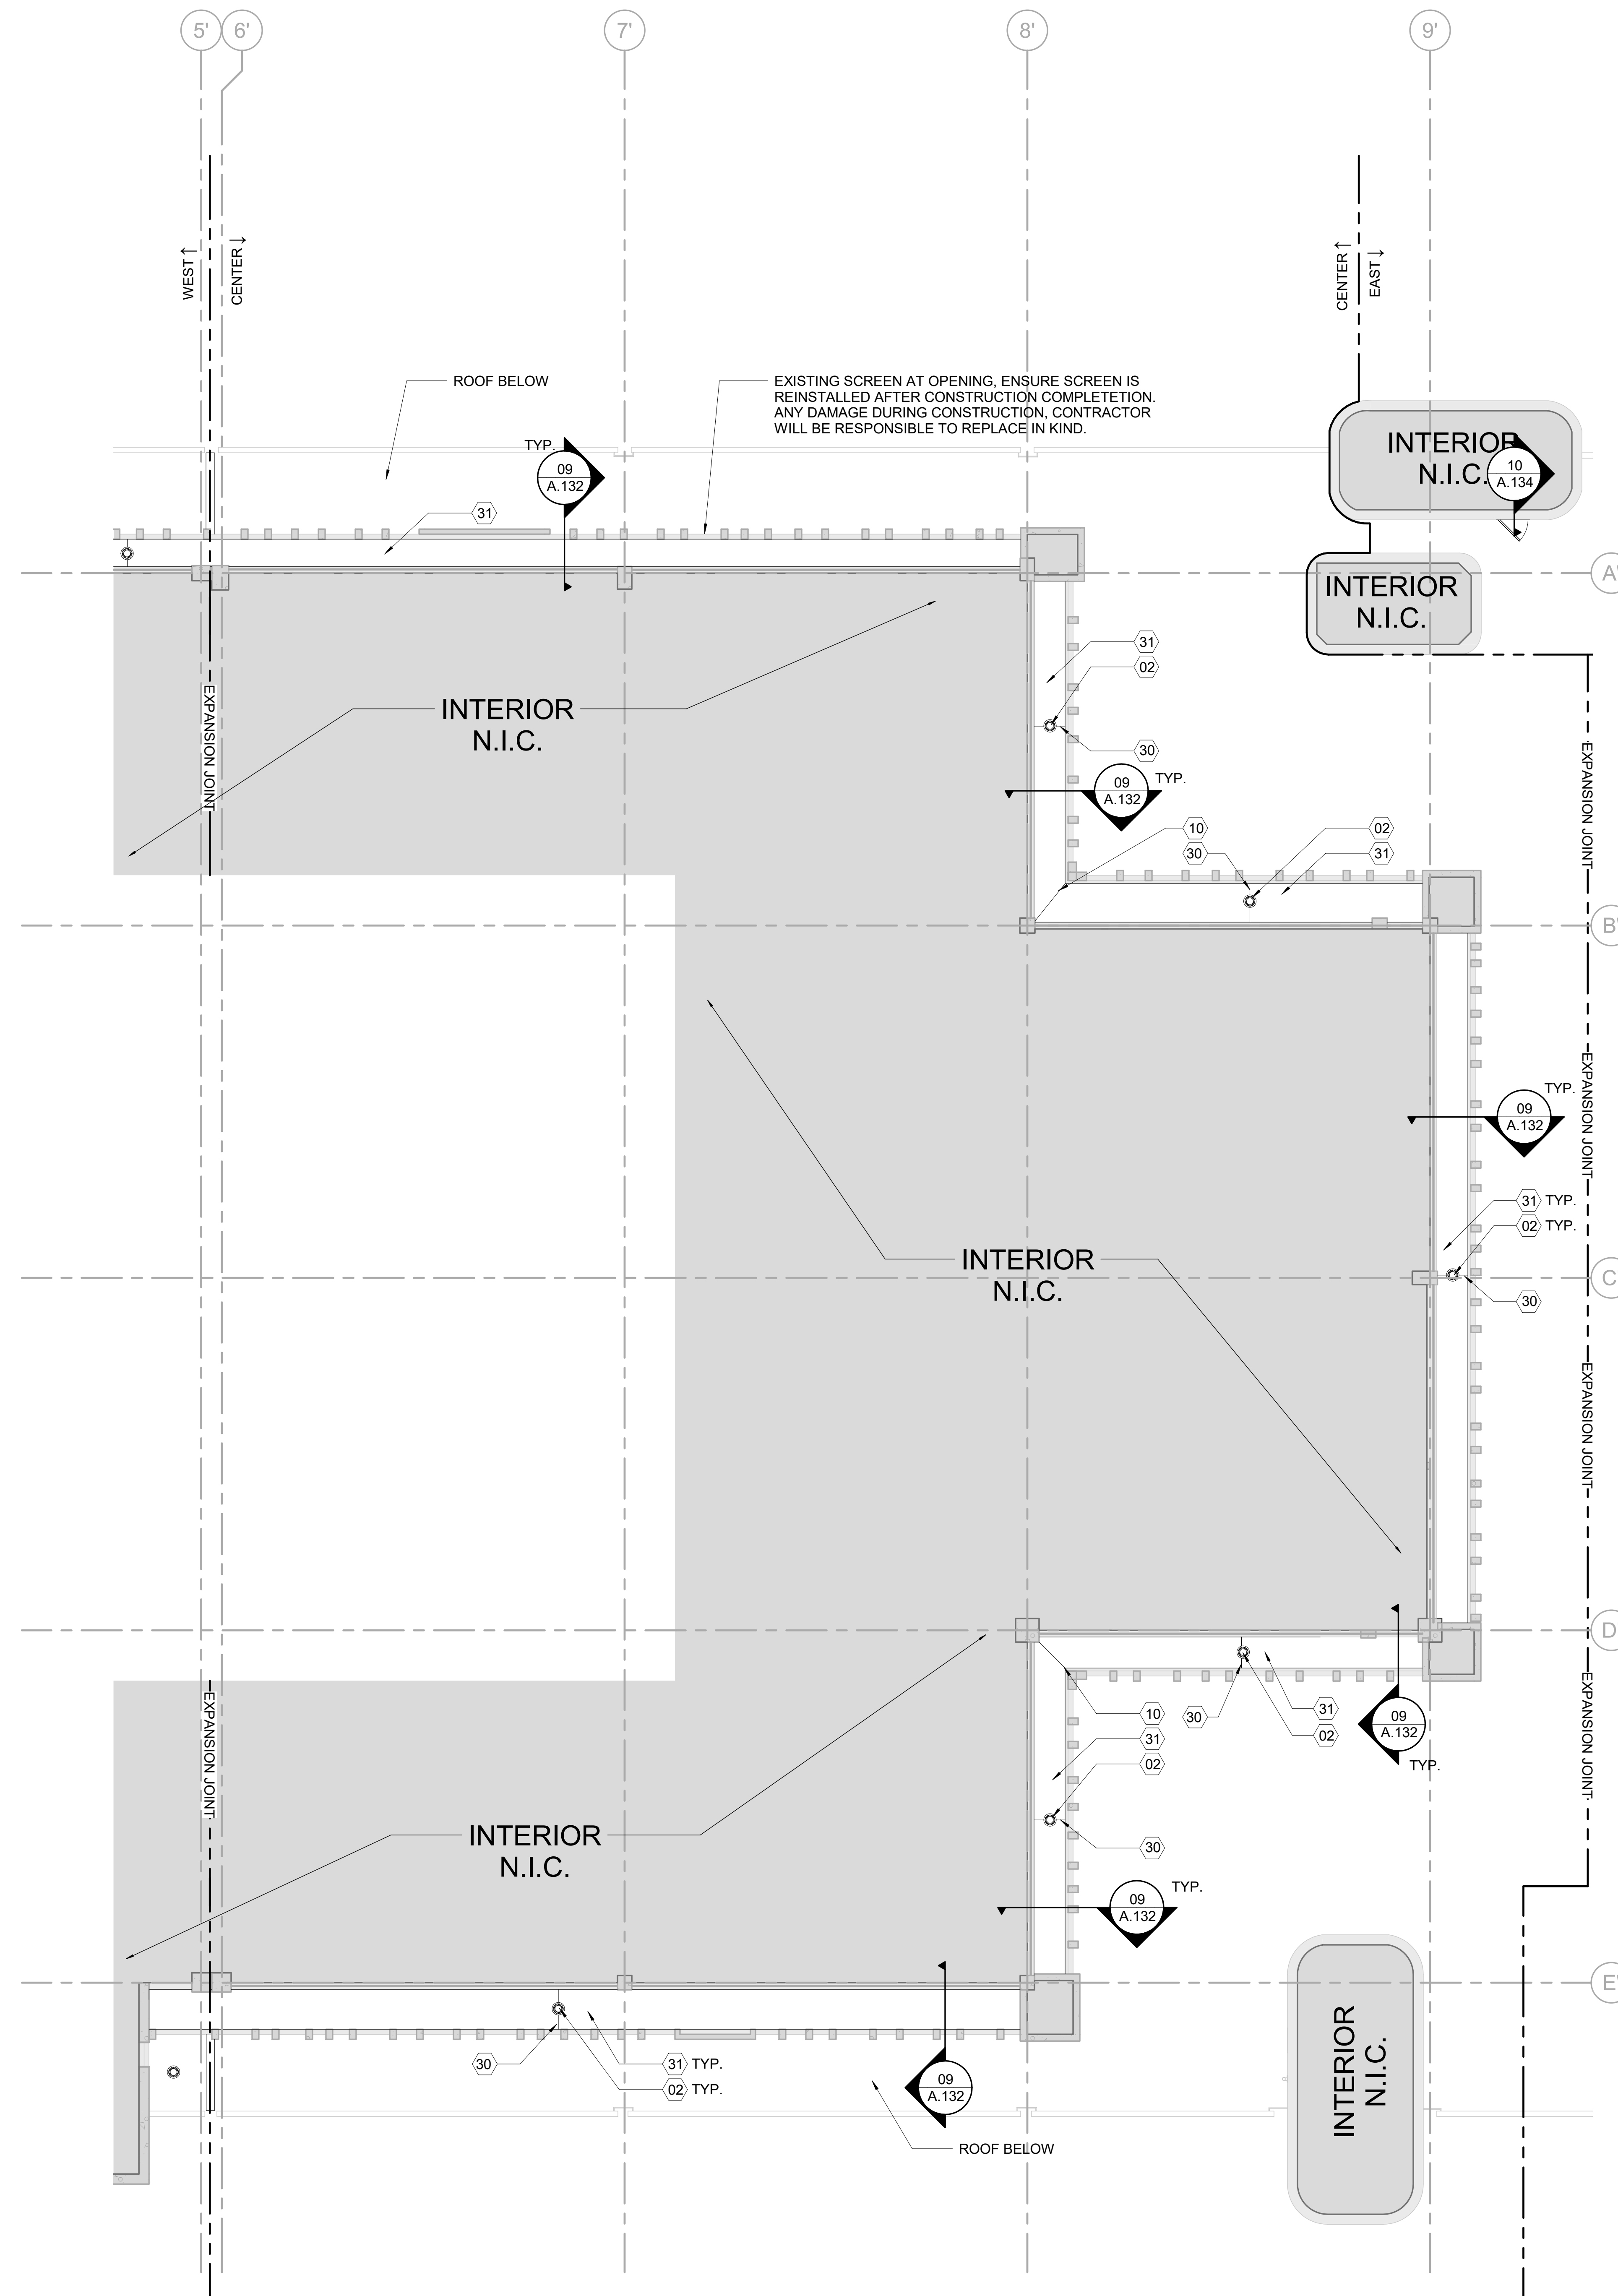 5'
6'
7'
8'
9'
WEST
CENTER
CENTER
EAST
ROOF BELOW
EXISTING SCREEN AT OPENING, ENSURE SCREEN IS
REINSTALLED AFTER CONSTRUCTION COMPLETETION.
ANY DAMAGE DURING CONSTRUCTION, CONTRACTOR
WILL BE RESPONSIBLE TO REPLACE IN KIND.
TYP.
09
A.132
INTERIOR
N.I.C.
10
A.134
31
A'
INTERIOR
N.I.C.
31
02
EXPANSION JOINT
INTERIOR
N.I.C.
30
EXPANSION JOINT
09
A.132
TYP.
10
30
02
31
B'
TYP.
09
A.132
EXPANSION JOINT
31 TYP.
02 TYP.
INTERIOR
N.I.C.
C
30
EXPANSION JOINT
D
10
30
31
02
31
02
09
A.132
TYP.
EXPANSION JOINT
EXPANSION JOINT
INTERIOR
N.I.C.
30
09
A.132
TYP.
E'
30
31 TYP.
02 TYP.
09
A.132
ROOF BELOW
INTERIOR
N.I.C.